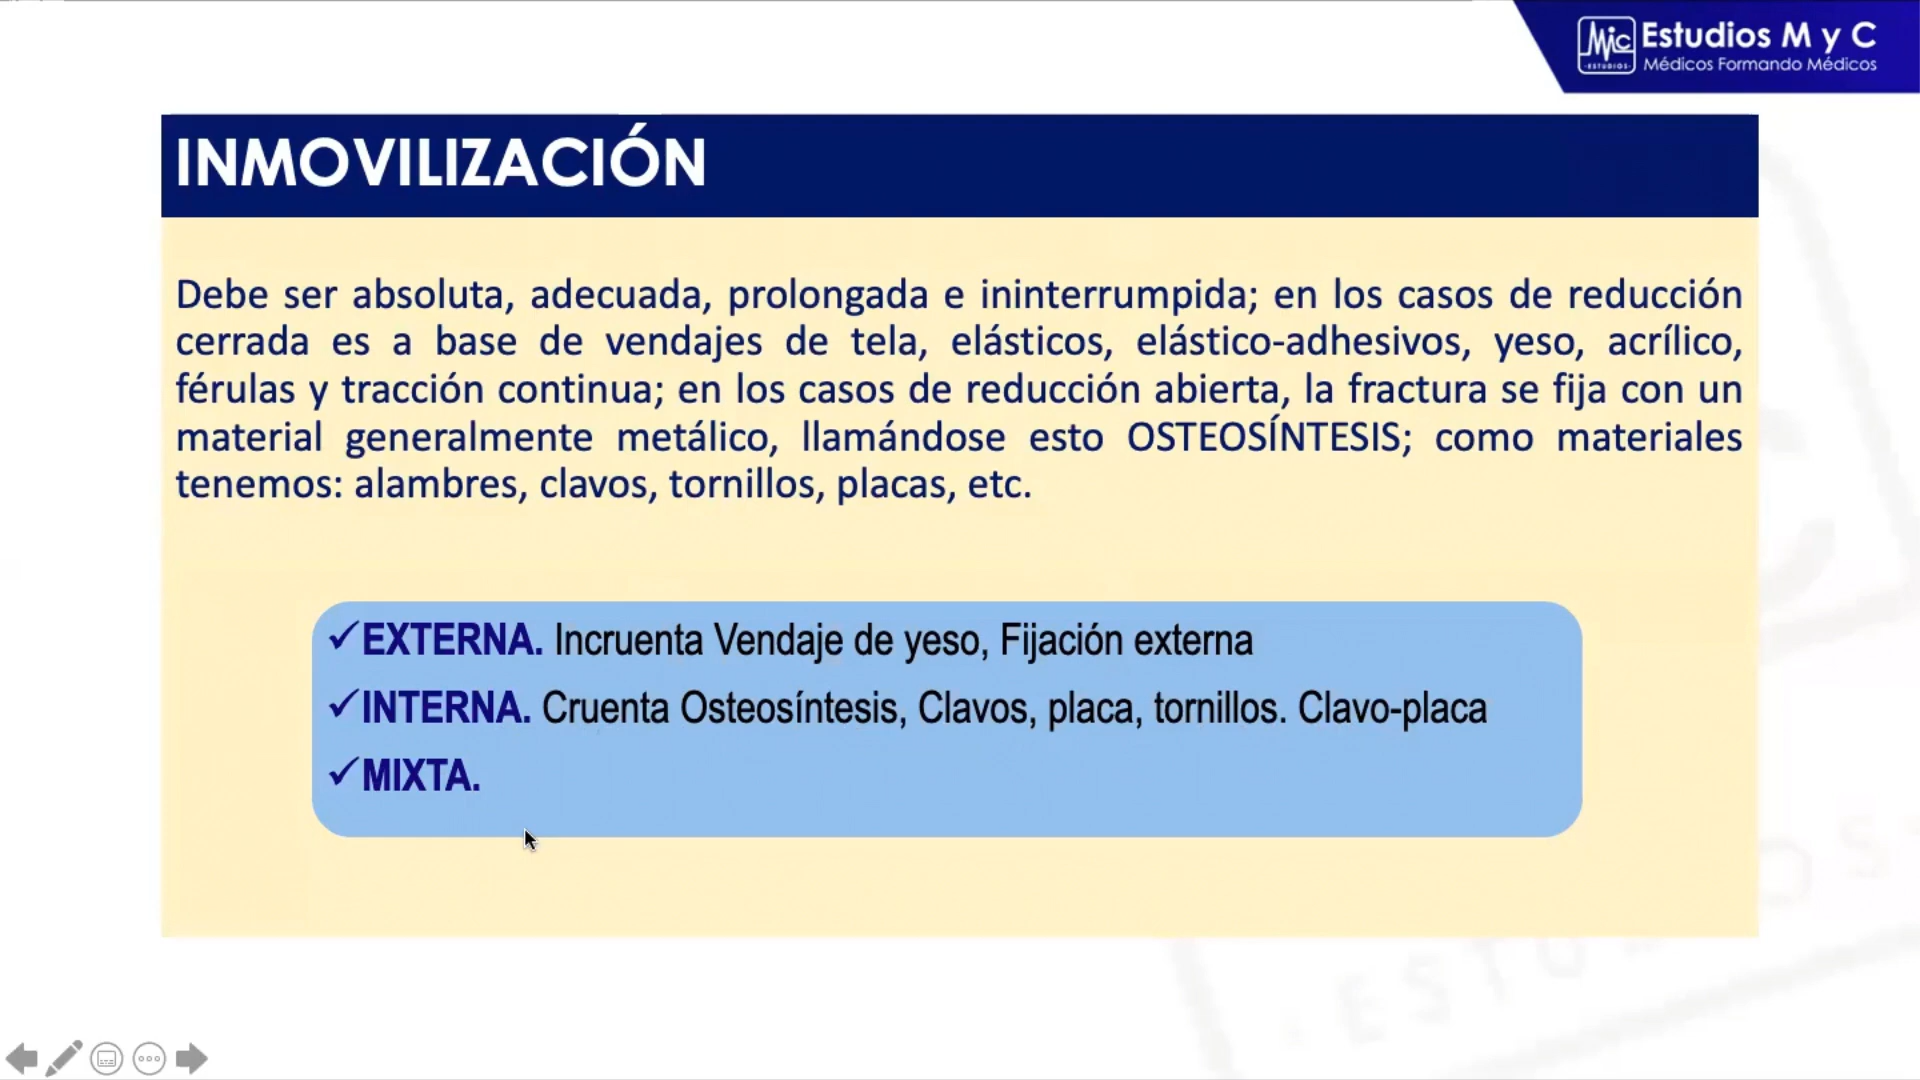 Estudios M y C
Médicos Formando Médicos
INMOVILIZACIÓN
Debe ser absoluta, adecuada, prolongada e ininterrumpida; en los casos de reducción
cerrada es a base de vendajes de tela, elásticos, elástico-adhesivos, yeso, acrílico,
férulas y tracción continua; en los casos de reducción abierta, la fractura se fija con un
material generalmente metálico, llamándose esto OSTEOSÍNTESIS; como materiales
tenemos: alambres, clavos, tornillos, placas, etc.
✓EXTERNA. Incruenta Vendaje de yeso, Fijación externa
✓INTERNA. Cruenta Osteosíntesis, Clavos, placa, tornillos. Clavo-placa
✓MIXTA.